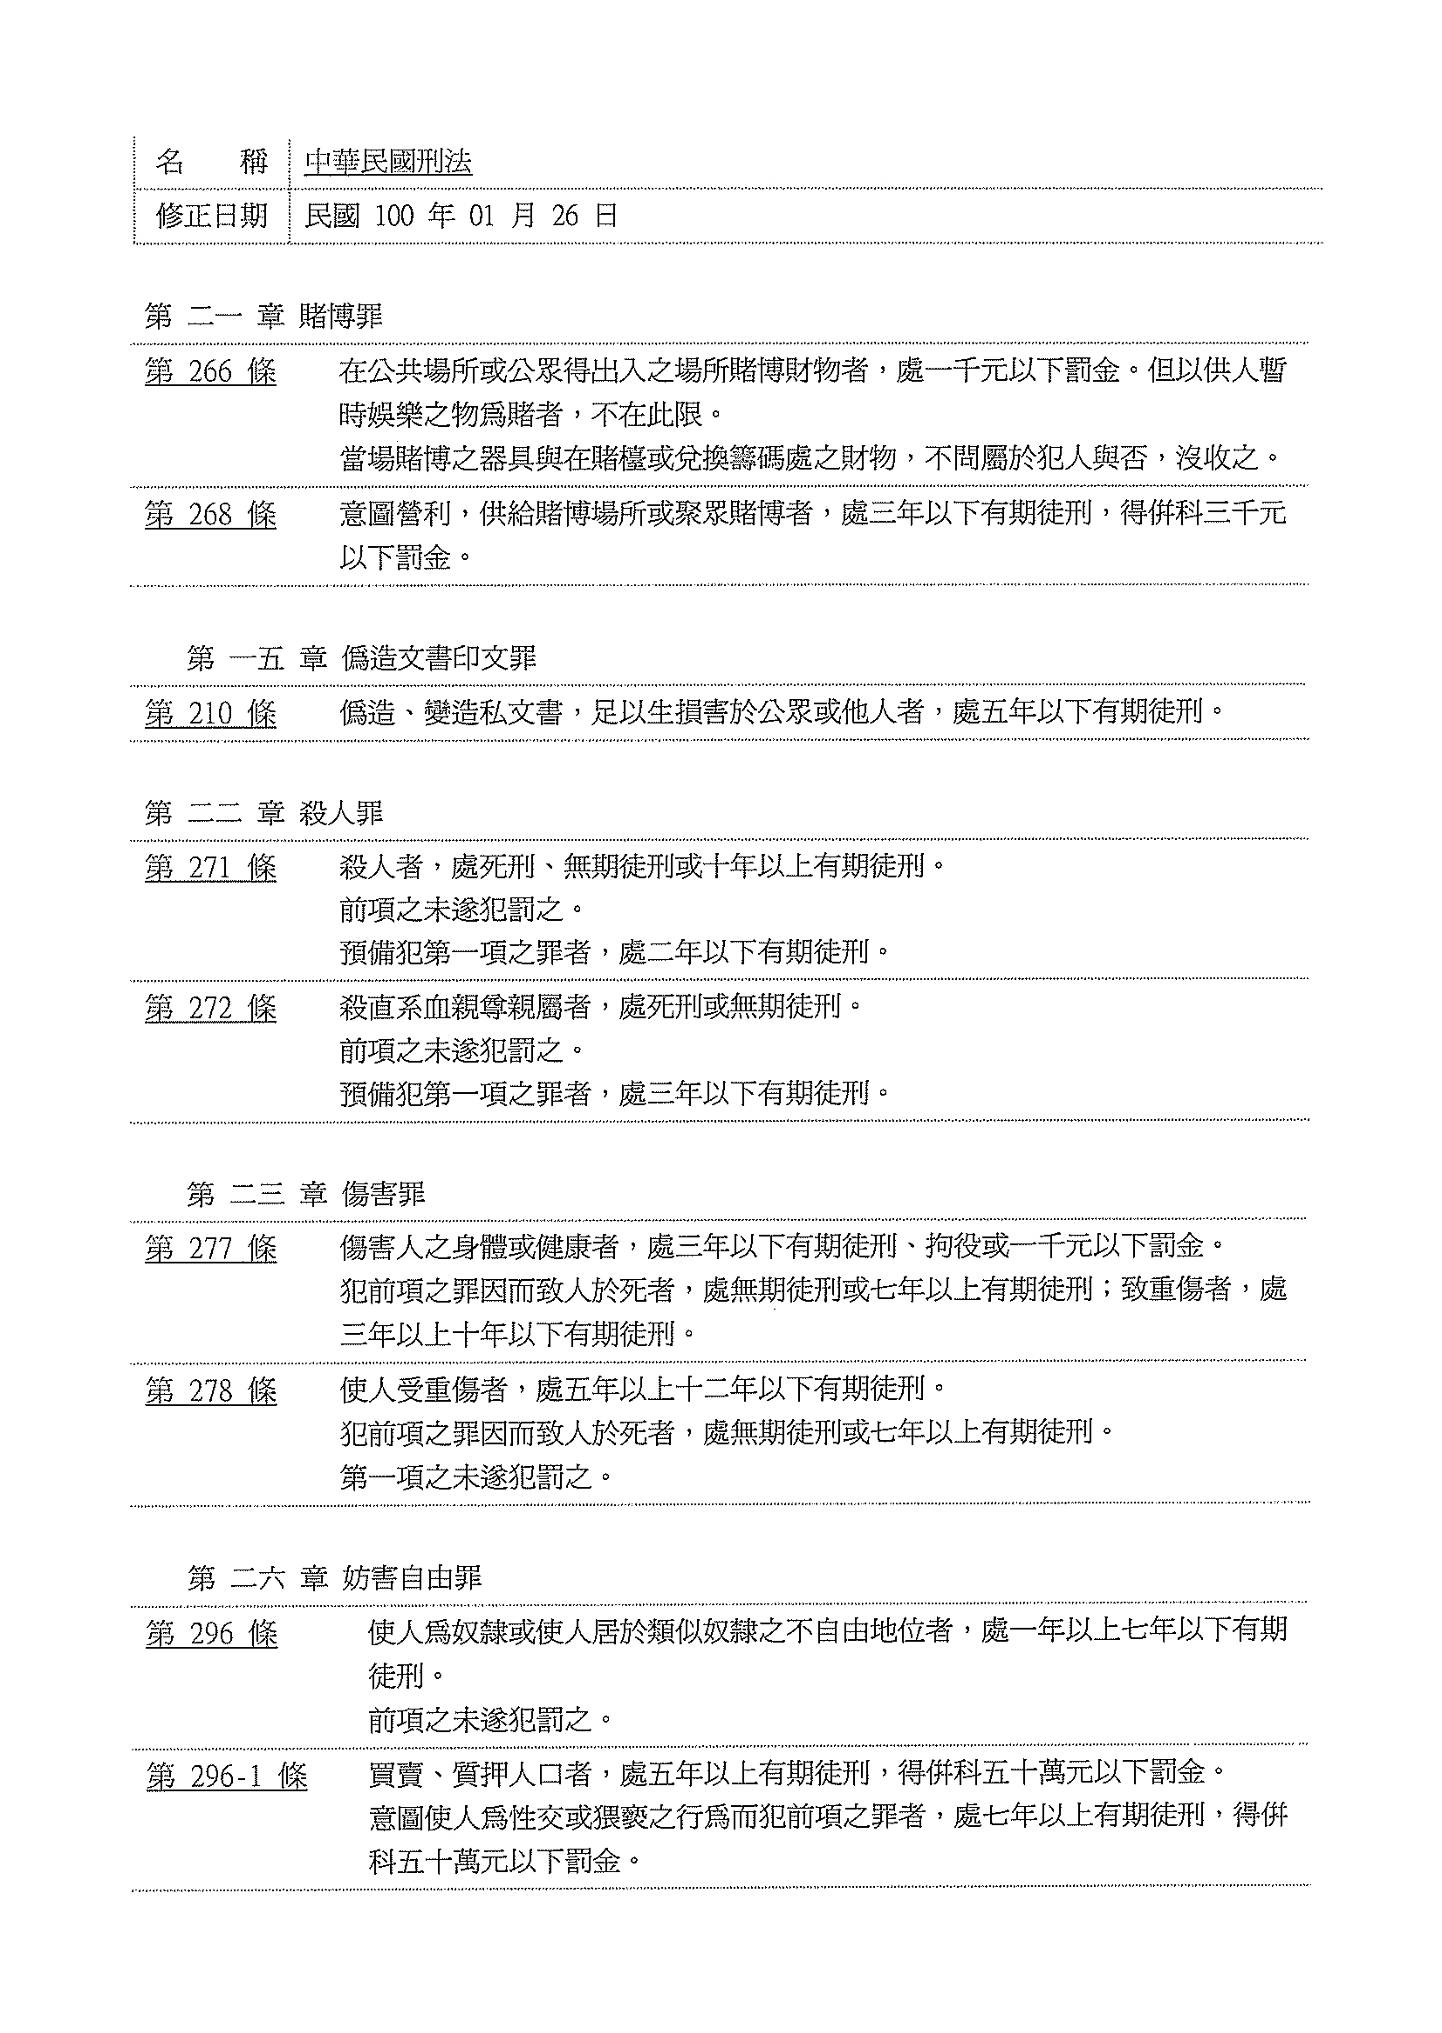 名　　稱 中華民國刑法
修正日期 民國 100 年 01 月 26 日
第 二一 章 賭博罪
第 266 條 在公共場所或公眾得出入之場所賭博財物者，處一千元以下罰金。但以供人暫
時娛樂之物為賭者，不在此限。
當場賭博之器具與在賭檯或兌換籌碼處之財物，不問屬於犯人與否，沒收之。
第 268 條 意圖營利，供給賭博場所或聚眾賭博者，處三年以下有期徒刑，得併科三千元
以下罰金。
第 一五 章 偽造文書印文罪
第 210 條 偽造、變造私文書，足以生損害於公眾或他人者，處五年以下有期徒刑。
第 二二 章 殺人罪
第 271 條 殺人者，處死刑、無期徒刑或十年以上有期徒刑。
前項之未遂犯罰之。
預備犯第一項之罪者，處二年以下有期徒刑。
第 272 條 殺直系血親尊親屬者，處死刑或無期徒刑。
前項之未遂犯罰之。
預備犯第一項之罪者，處三年以下有期徒刑。
第 二三 章 傷害罪
第 277 條 傷害人之身體或健康者，處三年以下有期徒刑、拘役或一千元以下罰金。
犯前項之罪因而致人於死者，處無期徒刑或七年以上有期徒刑；致重傷者，處
三年以上十年以下有期徒刑。
第 278 條 使人受重傷者，處五年以上十二年以下有期徒刑。
犯前項之罪因而致人於死者，處無期徒刑或七年以上有期徒刑。
第一項之未遂犯罰之。
第 二六 章 妨害自由罪
第 296 條 使人為奴隸或使人居於類似奴隸之不自由地位者，處一年以上七年以下有期
徒刑。
前項之未遂犯罰之。
第 296-1 條 買賣、質押人口者，處五年以上有期徒刑，得併科五十萬元以下罰金。
意圖使人為性交或猥褻之行為而犯前項之罪者，處七年以上有期徒刑，得併
科五十萬元以下罰金。